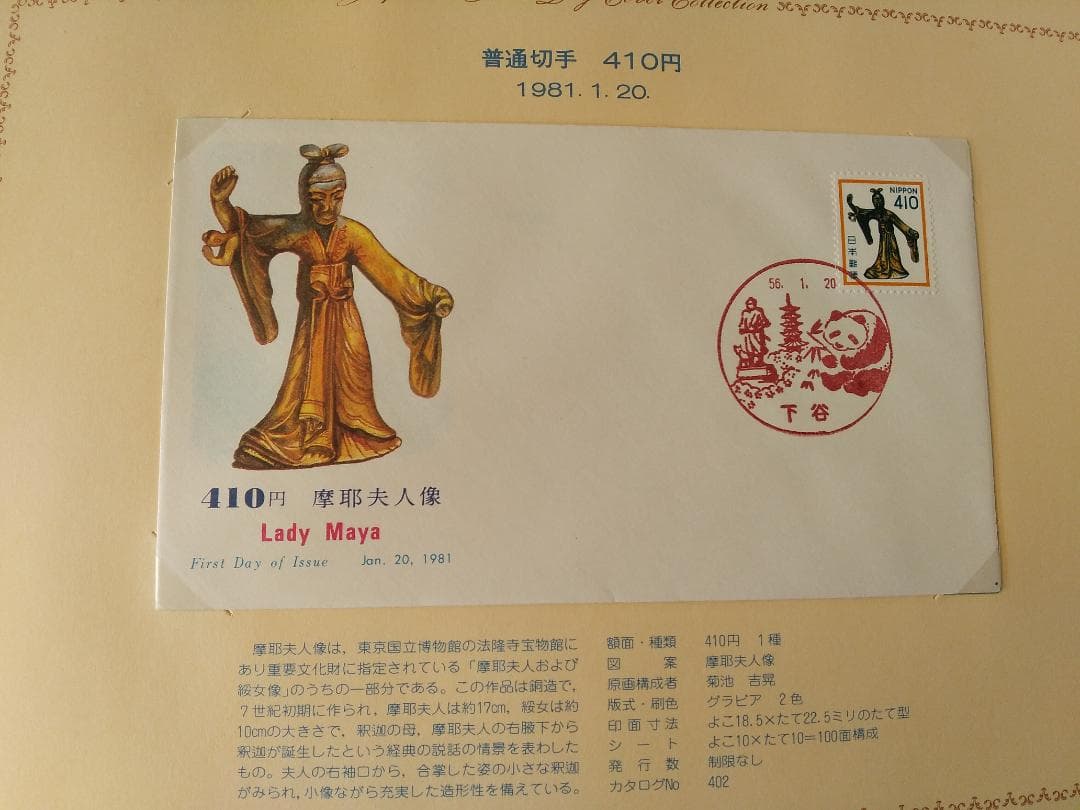 Day Cover Collection
普通切手 410円
1981. 1. 20.
NIPPON
410
日本郵便
56. 1. 20
下谷
410円 摩耶夫人像
Lady Maya
First Day of Issue Jan. 20, 1981
摩耶夫人像は，東京国立博物館の法隆寺宝物館に
あり重要文化財に指定されている「摩耶夫人および
綏女像」のうちの一部分である。この作品は銅造で，
7世紀初期に作られ，摩耶夫人は約17cm，綏女は約
10cmの大きさで，釈迦の母，摩耶夫人の右腋下から
釈迦が誕生したという経典の説話の情景を表わした
もの。夫人の右袖口から，合掌した姿の小さな釈迦
がみられ，小像ながら充実した造形性を備えている。
額面・種類 410円 1種
図案 摩耶夫人像
原画構成者 菊池 吉晃
版式・刷色 グラビア 2色
印面寸法 よこ18.5×たて22.5ミリのたて型
シート よこ10×たて10＝100面構成
発行数 制限なし
カタログNo 402